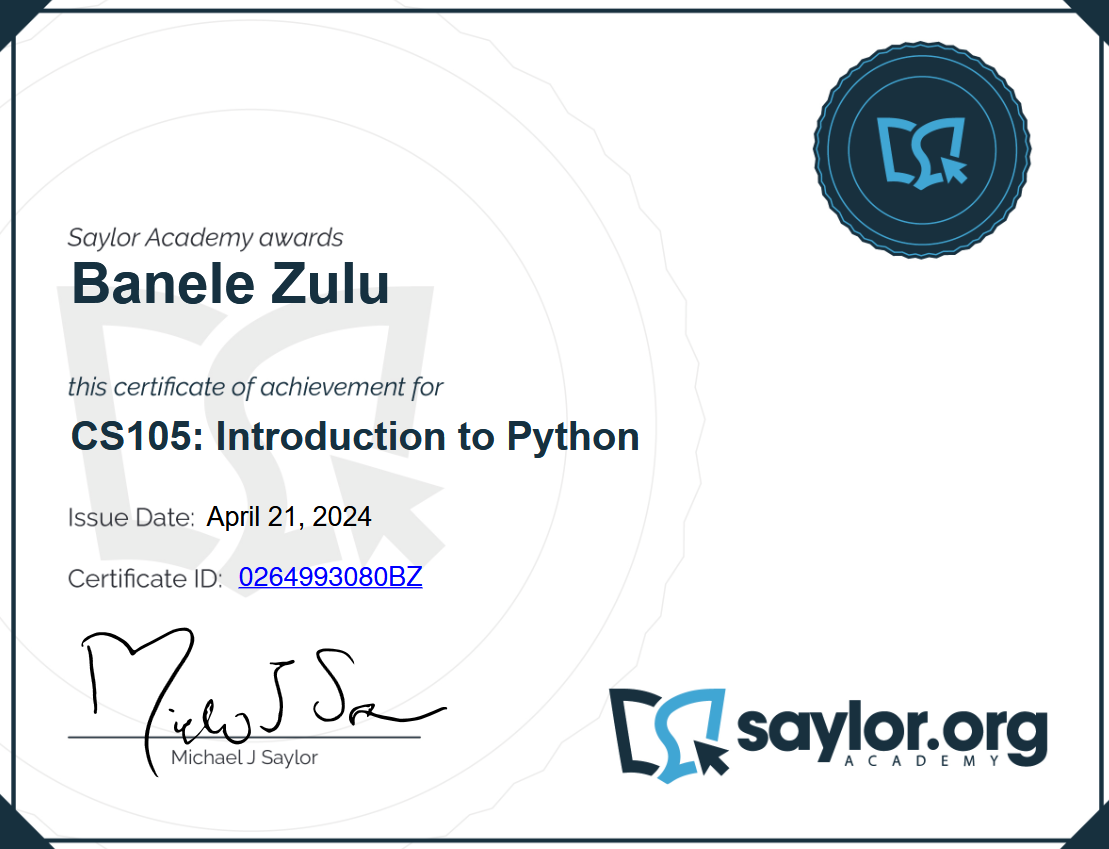 Saylor Academy awards
Banele Zulu
this certificate of achievement for
CS105: Introduction to Python
Issue Date: April 21, 2024
Certificate ID: 0264993080BZ
Michael J Saylor
saylor.org
ACADEMY